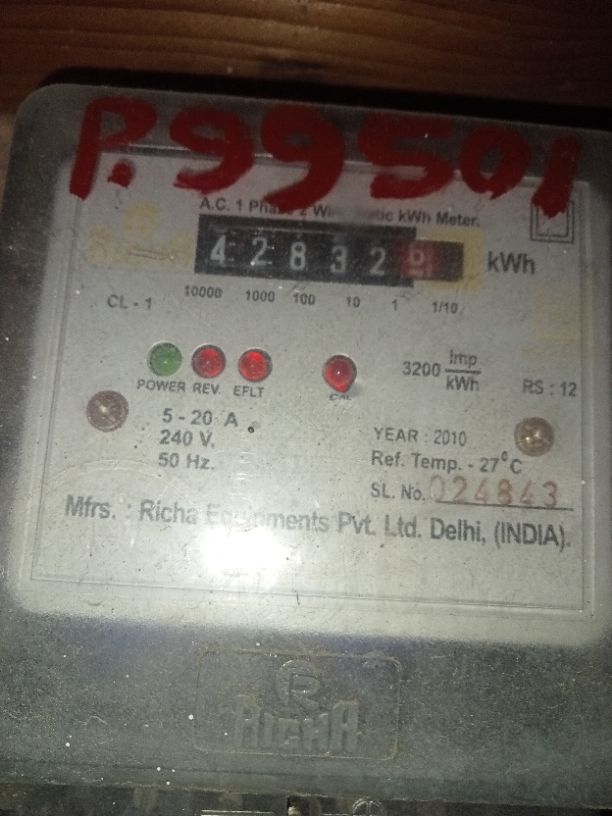 P.99501
A.C. 1 Phase 2 Wire Static kWh Meter.
4 2 8 3 2 kWh
CL - 1 10000 1000 100 10 1 1/10
3200 Imp/kWh
RS : 12
POWER REV. EFLT CAL
5 - 20 A
240 V,
50 Hz.
YEAR : 2010
Ref. Temp. - 27°C
SL. No. 024843
Mfrs. : Richa Equipments Pvt. Ltd. Delhi, (INDIA).
R
RICHA